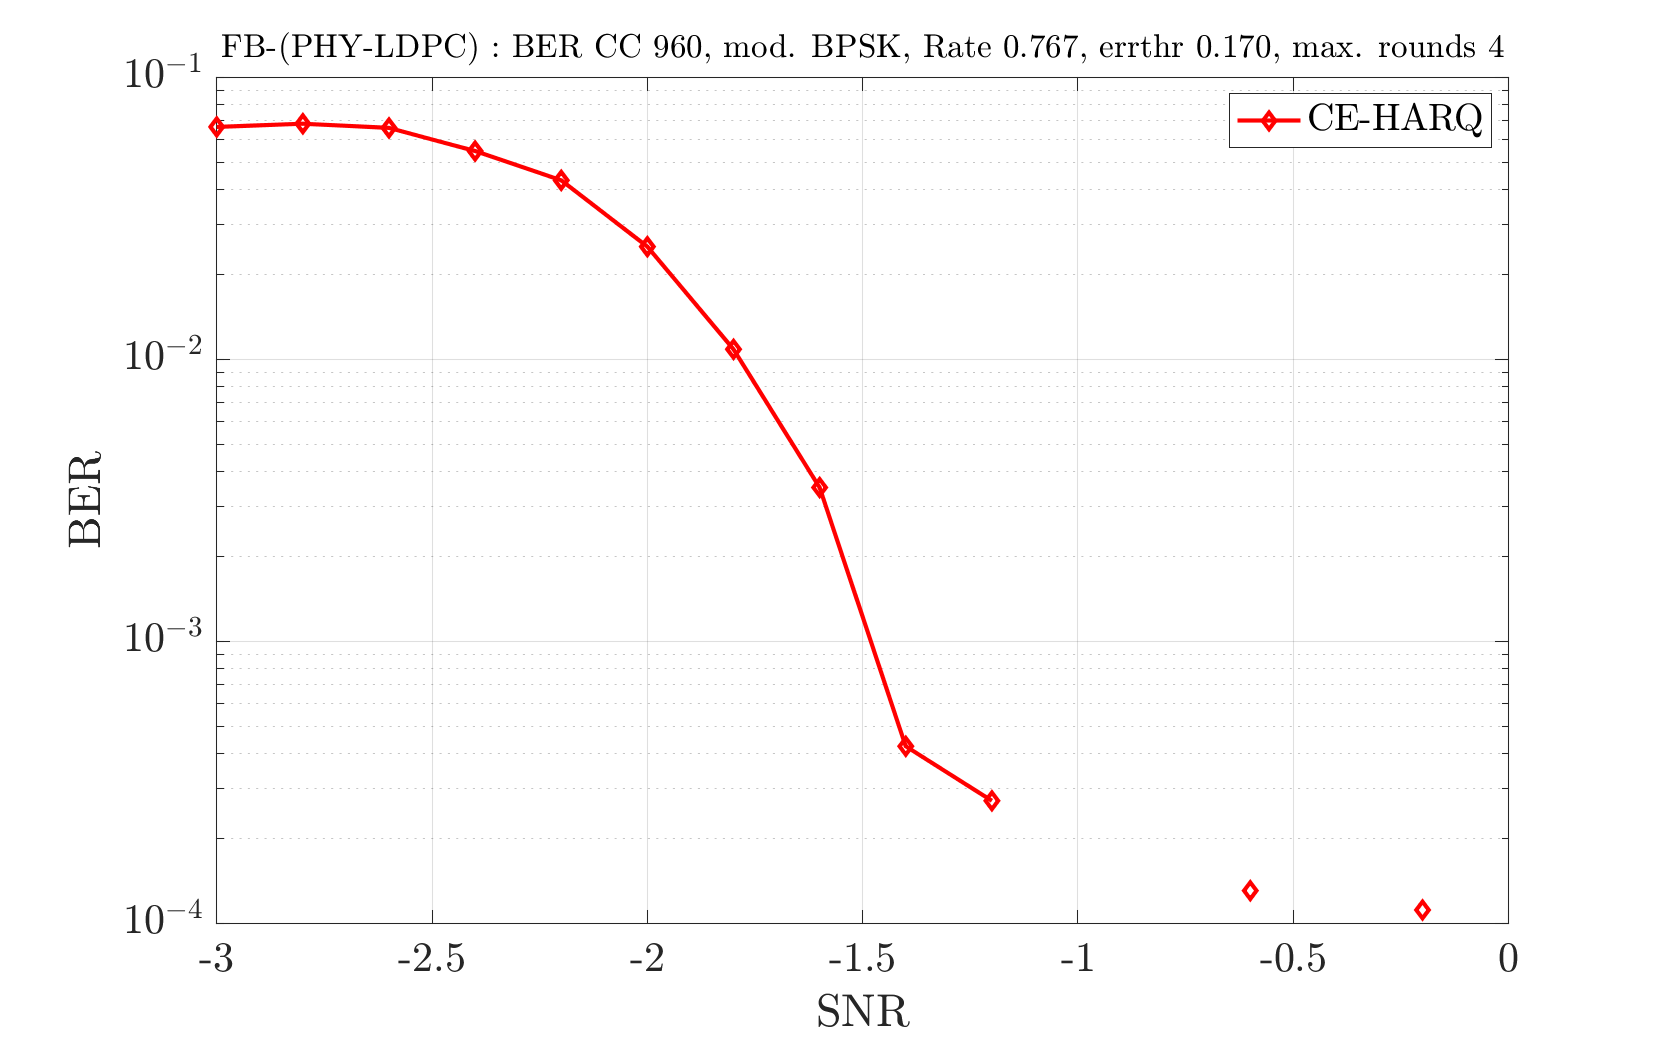 FB-(PHY-LDPC) : BER CC 960, mod. BPSK, Rate 0.767, errthr 0.170, max. rounds 4
CE-HARQ
10^{-1}
10^{-2}
10^{-3}
10^{-4}
BER
-3 -2.5 -2 -1.5 -1 -0.5 0
SNR